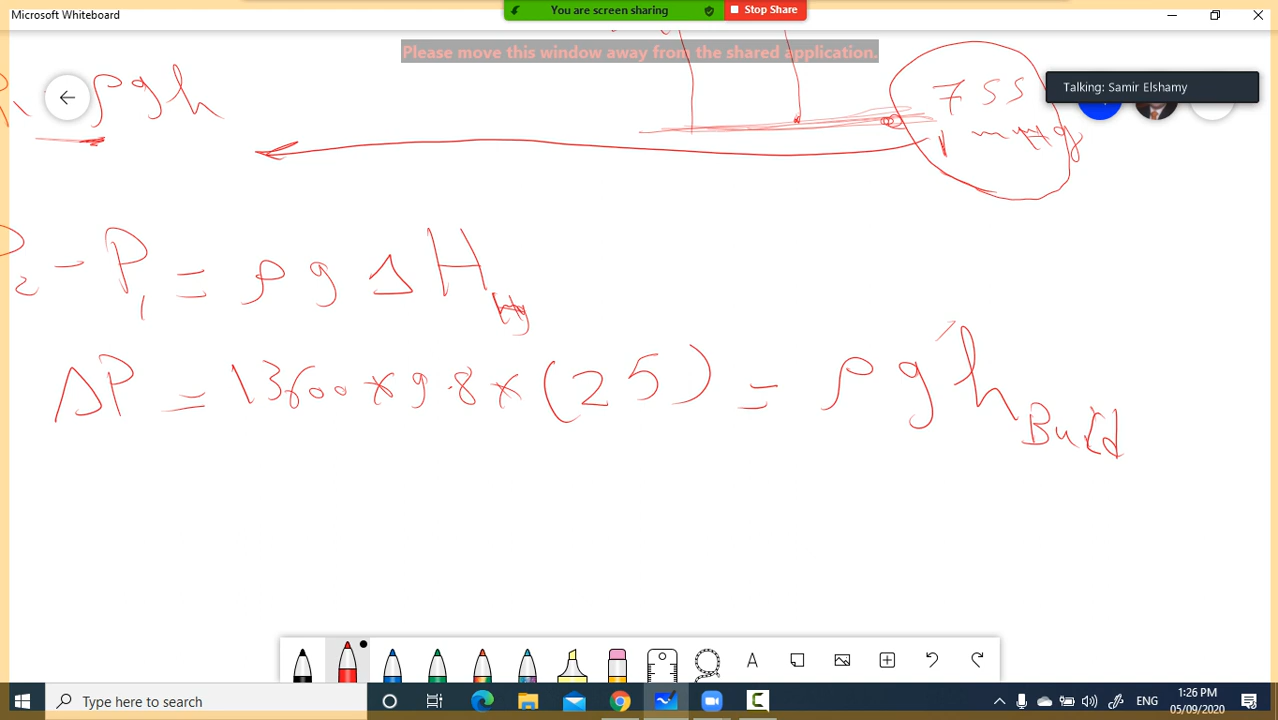 Microsoft Whiteboard
You are screen sharing
Stop Share
Please move this window away from the shared application.
Talking: Samir Elshamy
ρgh
755
mmHg
P2 - P1 = ρ g Δ H Hg
ΔP = 13600 * 9.8 * (25) = ρ g h Build
A
Type here to search
ENG
1:26 PM
05/09/2020